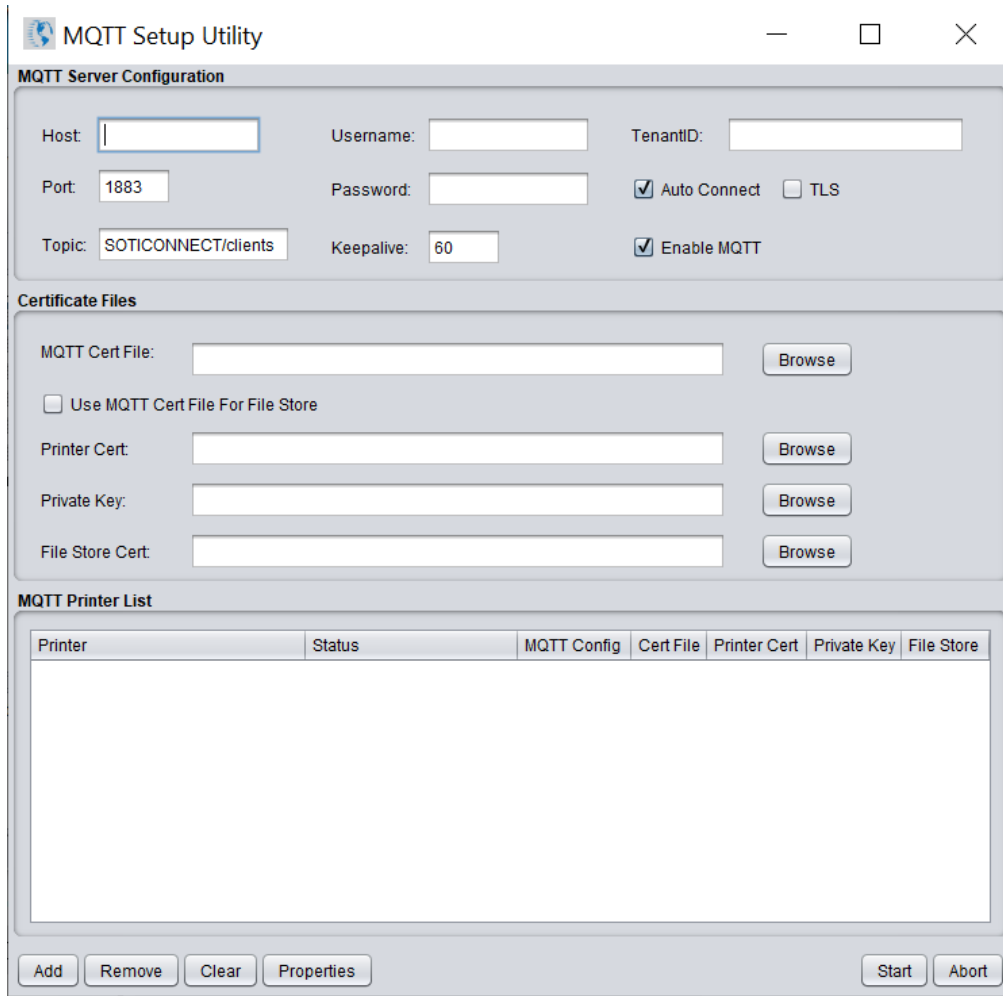 MQTT Setup Utility
MQTT Server Configuration
Host: Username: TenantID:
Port: 1883 Password: Auto Connect TLS
Topic: SOTICONNECT/clients Keepalive: 60 Enable MQTT
Certificate Files
MQTT Cert File: Browse
Use MQTT Cert File For File Store
Printer Cert: Browse
Private Key: Browse
File Store Cert: Browse
MQTT Printer List
Printer Status MQTT Config Cert File Printer Cert Private Key File Store
Add Remove Clear Properties Start Abort